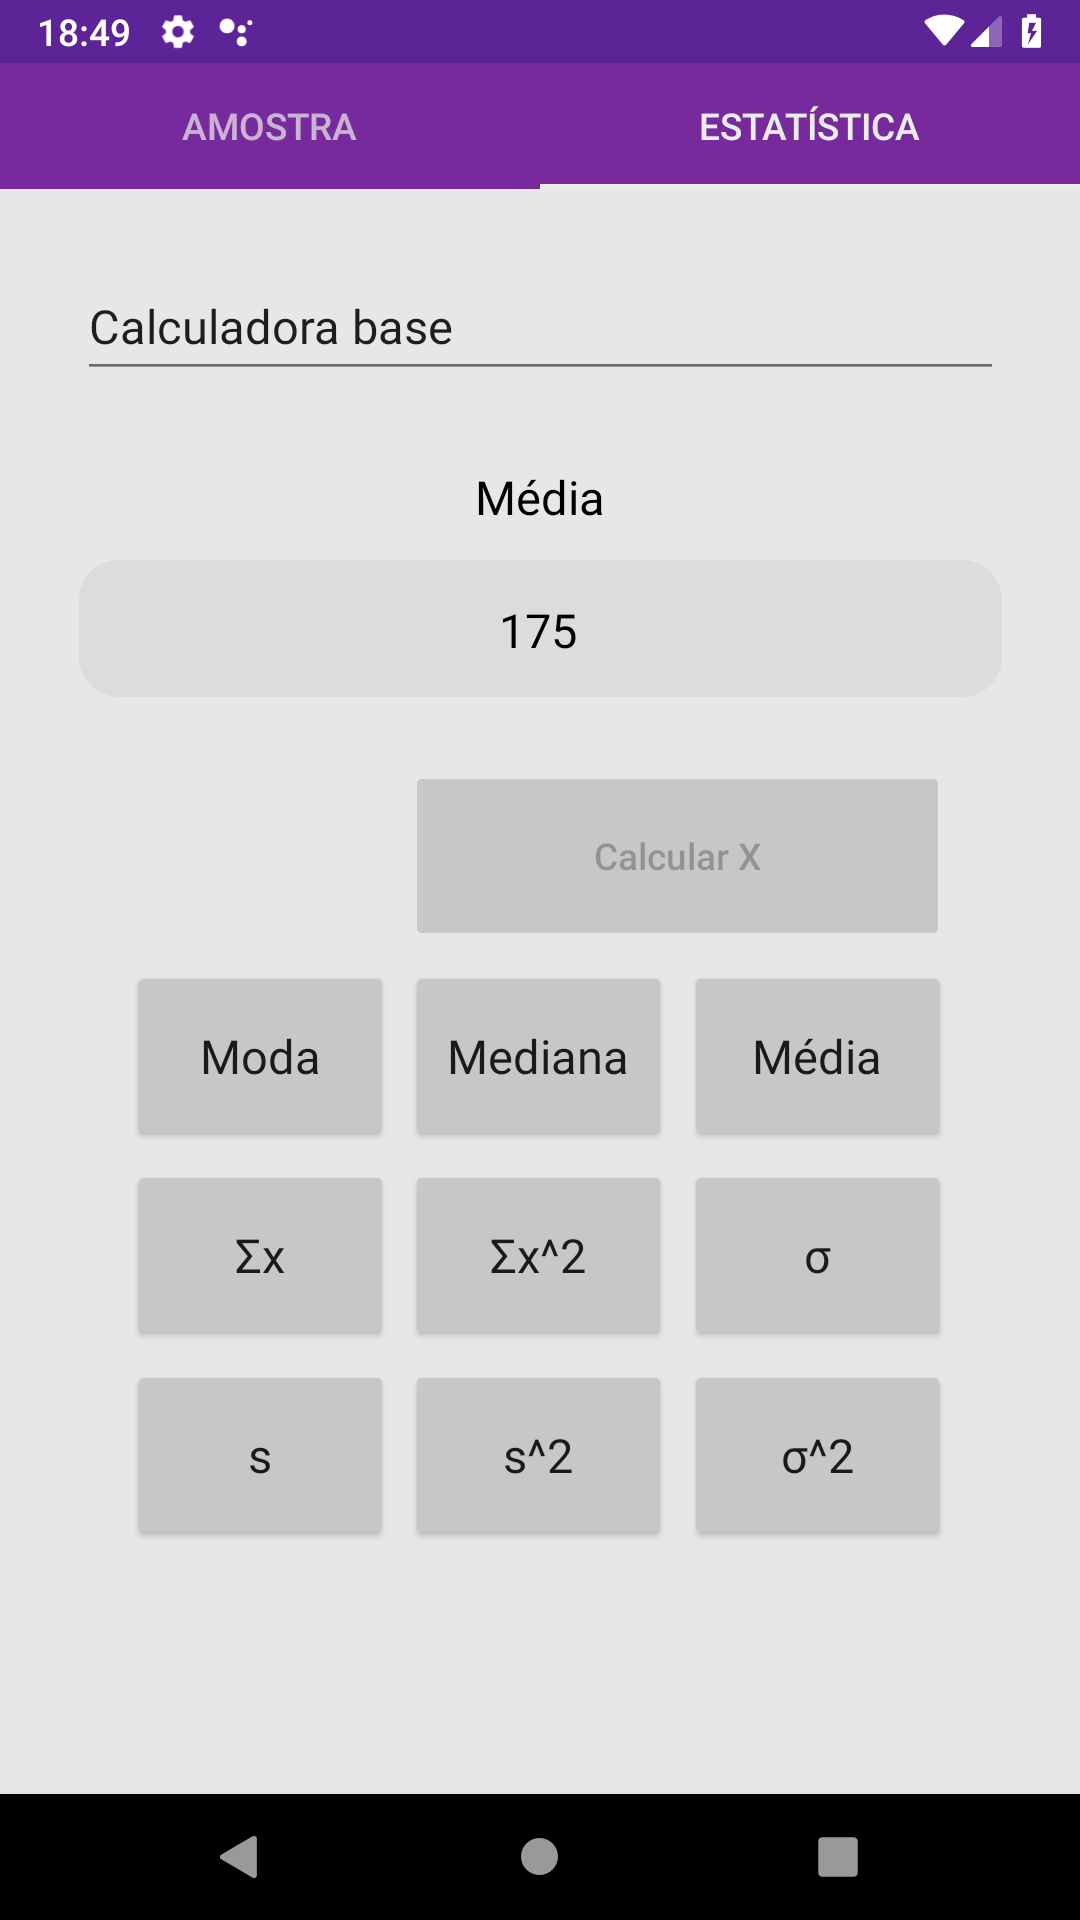 18:49
AMOSTRA ESTATÍSTICA
Calculadora base
Média
175
Calcular X
Moda Mediana Média
Σx Σx^2 σ
s s^2 σ^2